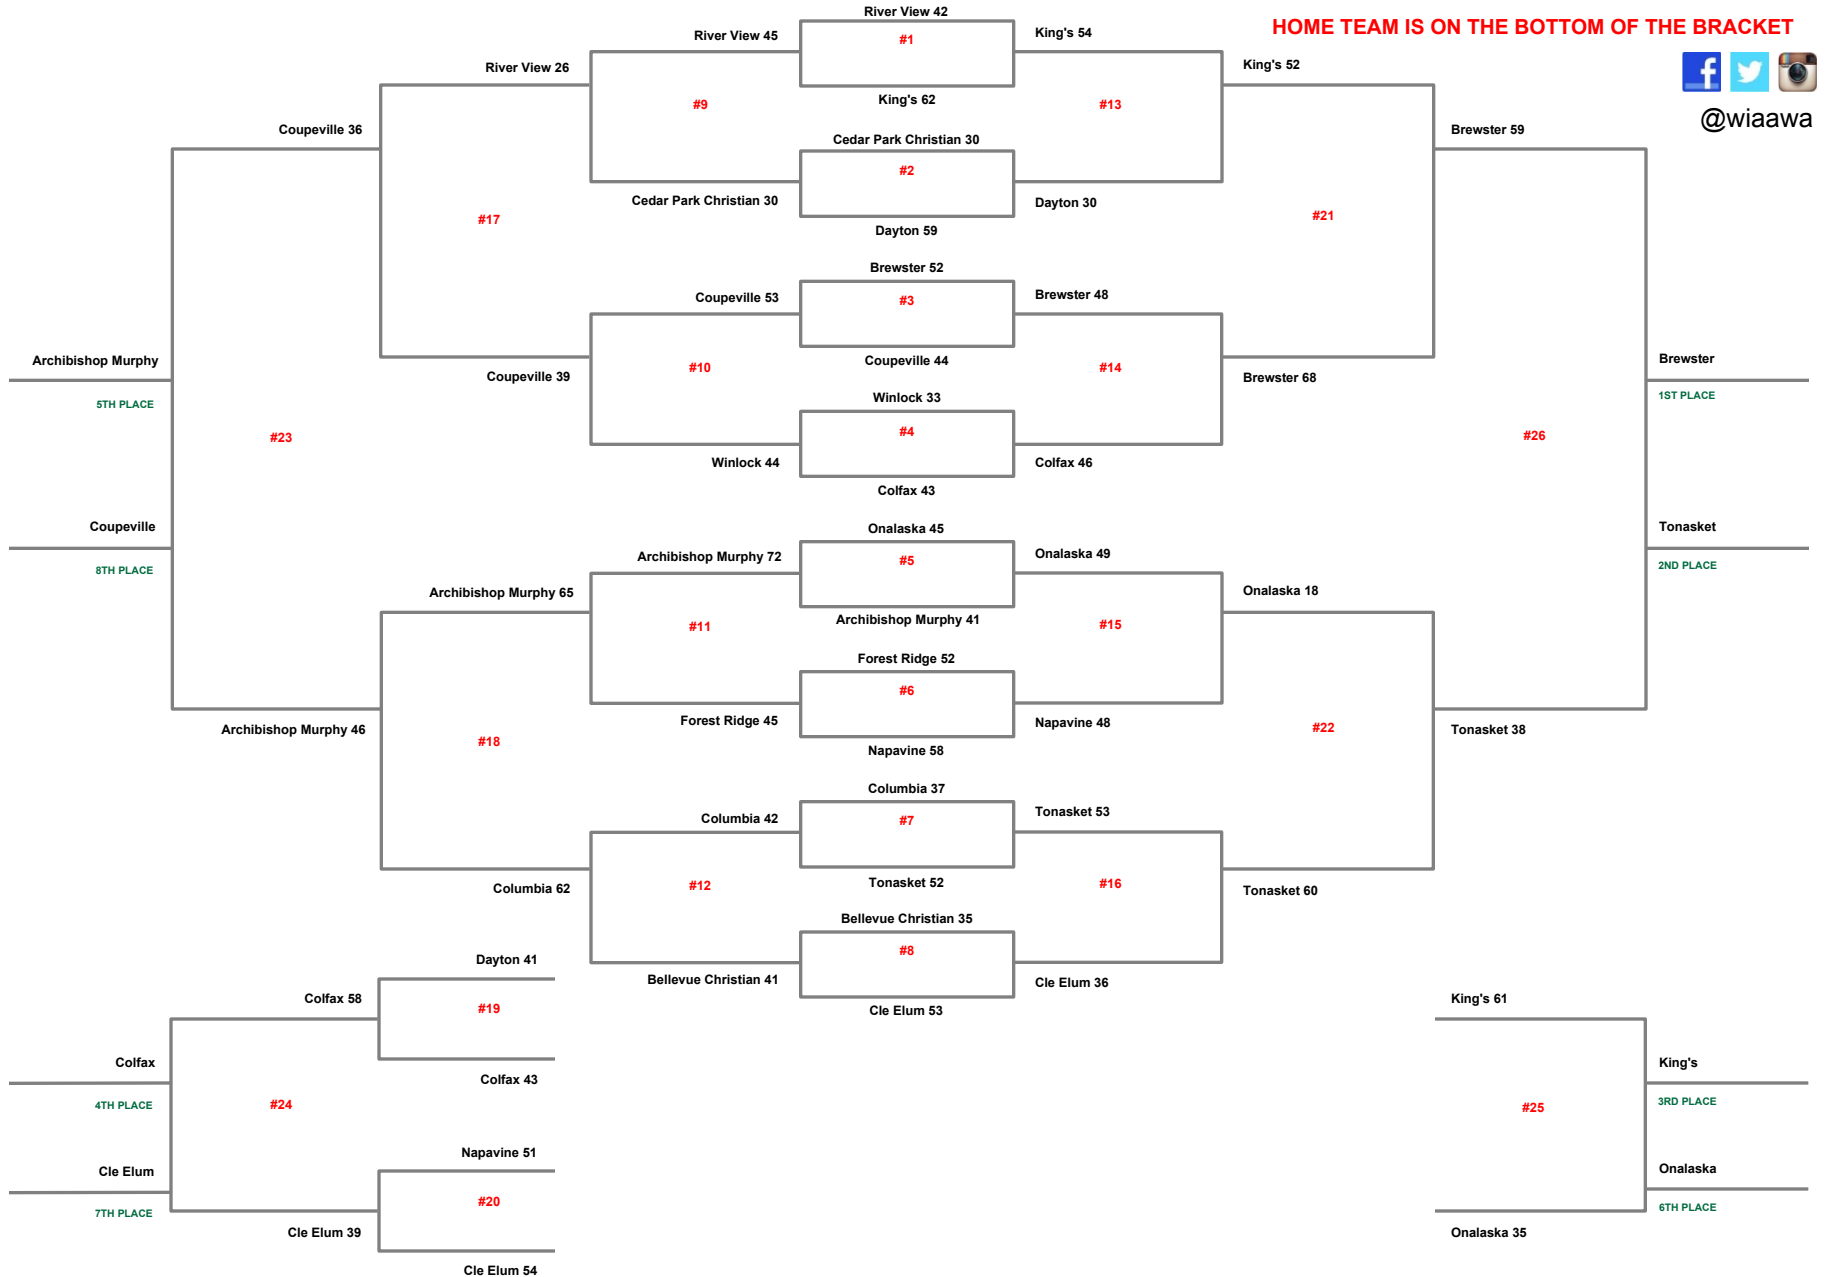 River View 42
HOME TEAM IS ON THE BOTTOM OF THE BRACKET
River View 45
#1
King's 54
River View 26
King's 52
#9
King's 62
#13
@wiaawa
Coupeville 36
Cedar Park Christian 30
Brewster 59
#2
Cedar Park Christian 30
Dayton 30
#17
#21
Dayton 59
Brewster 52
Coupeville 53
#3
Brewster 48
Archibishop Murphy
Coupeville 44
Brewster
#10
#14
Coupeville 39
Brewster 68
5TH PLACE
Winlock 33
1ST PLACE
#23
#4
#26
Winlock 44
Colfax 46
Colfax 43
Coupeville
Onalaska 45
Tonasket
Archibishop Murphy 72
#5
Onalaska 49
8TH PLACE
2ND PLACE
Archibishop Murphy 65
Onalaska 18
#11
Archibishop Murphy 41
#15
Forest Ridge 52
#6
Forest Ridge 45
Napavine 48
Archibishop Murphy 46
#18
#22
Tonasket 38
Napavine 58
Columbia 37
Columbia 42
#7
Tonasket 53
Columbia 62
#12
Tonasket 52
#16
Tonasket 60
Bellevue Christian 35
Dayton 41
#8
Bellevue Christian 41
Cle Elum 36
Colfax 58
#19
Cle Elum 53
King's 61
Colfax
King's
Colfax 43
4TH PLACE
#24
#25
3RD PLACE
Napavine 51
Cle Elum
Onalaska
#20
7TH PLACE
6TH PLACE
Cle Elum 39
Onalaska 35
Cle Elum 54